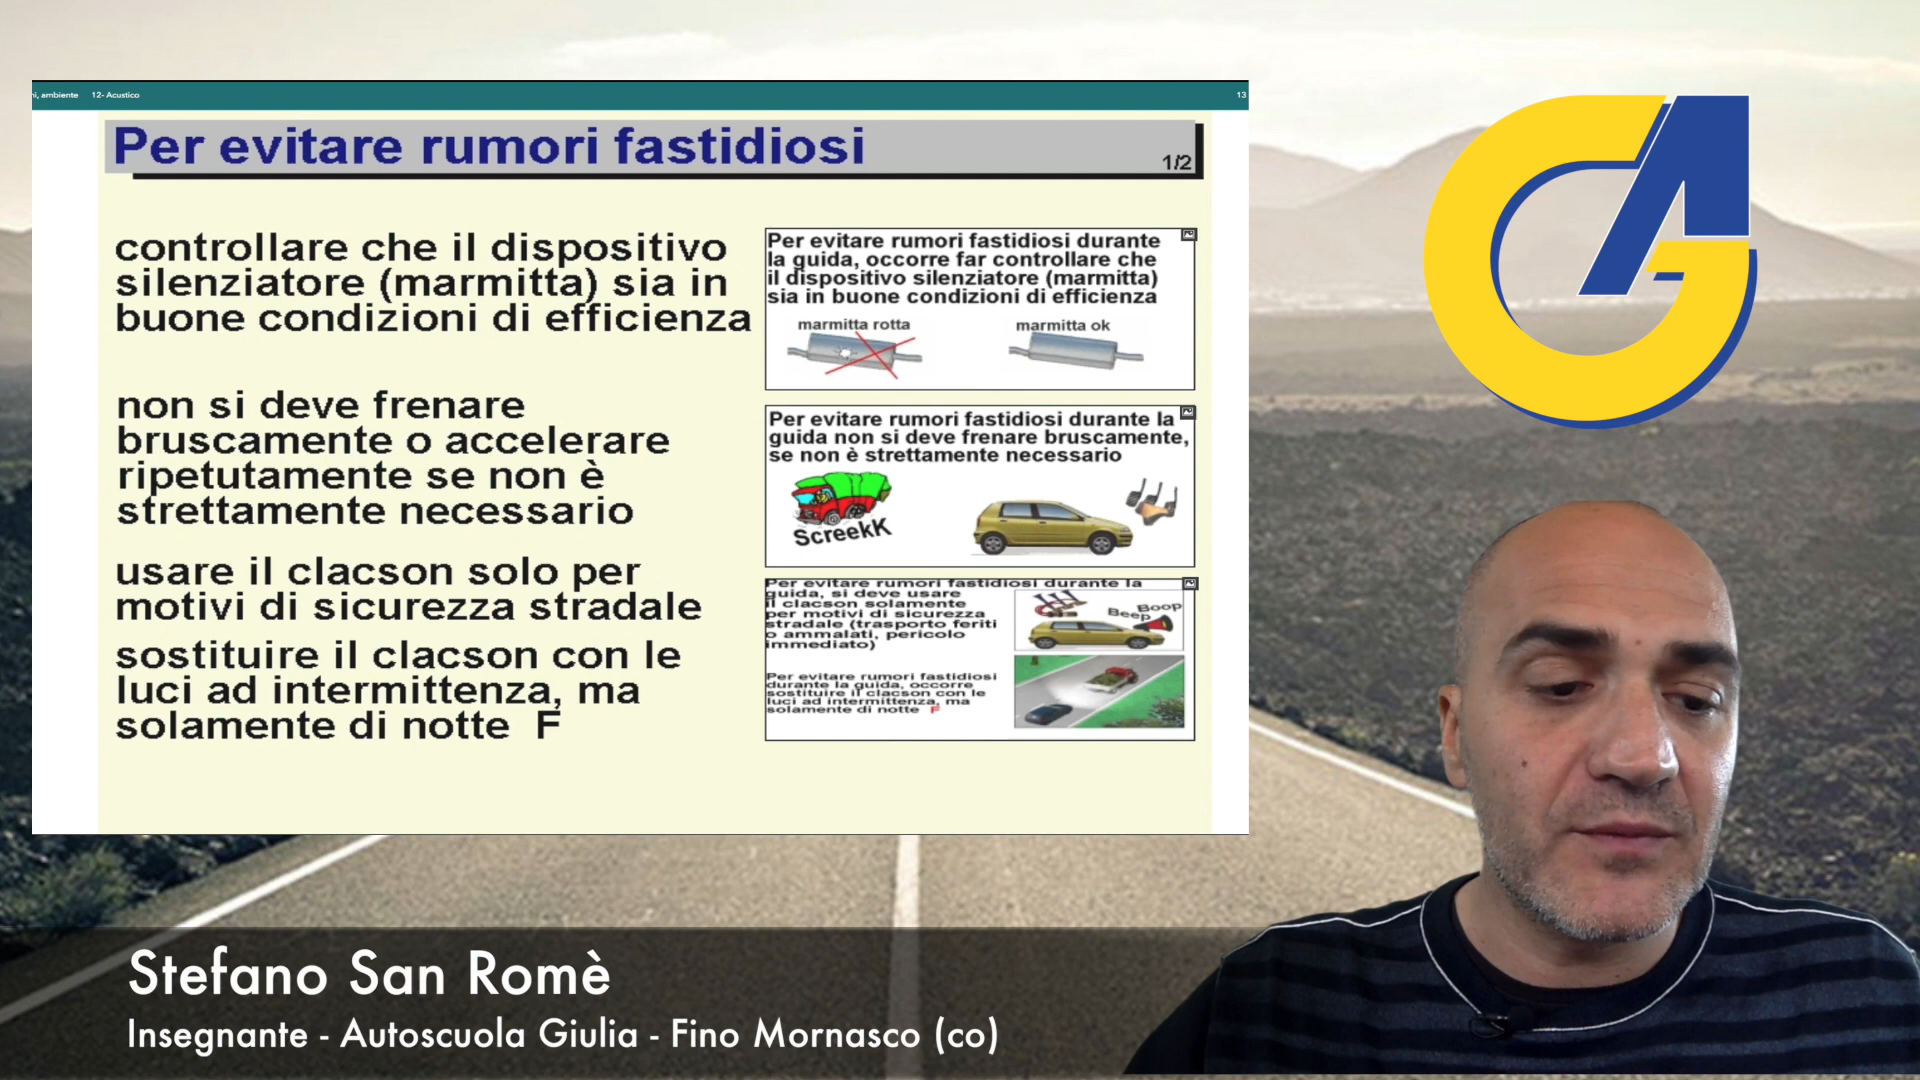 ni, ambiente 12- Acustico 13
Per evitare rumori fastidiosi
1/2
controllare che il dispositivo
silenziatore (marmitta) sia in
buone condizioni di efficienza
Per evitare rumori fastidiosi durante
la guida, occorre far controllare che
il dispositivo silenziatore (marmitta)
sia in buone condizioni di efficienza
marmitta rotta marmitta ok
non si deve frenare
bruscamente o accelerare
ripetutamente se non è
strettamente necessario
Per evitare rumori fastidiosi durante la
guida non si deve frenare bruscamente,
se non è strettamente necessario
ScreekK
usare il clacson solo per
motivi di sicurezza stradale
sostituire il clacson con le
luci ad intermittenza, ma
solamente di notte F
Per evitare rumori fastidiosi durante la
guida, si deve usare
il clacson solamente
per motivi di sicurezza
stradale (trasporto feriti
o ammalati, pericolo
immediato)
Beep Boop
Per evitare rumori fastidiosi
durante la guida, occorre
sostituire il clacson con le
luci ad intermittenza, ma
solamente di notte F
GA
Stefano San Romè
Insegnante - Autoscuola Giulia - Fino Mornasco (co)